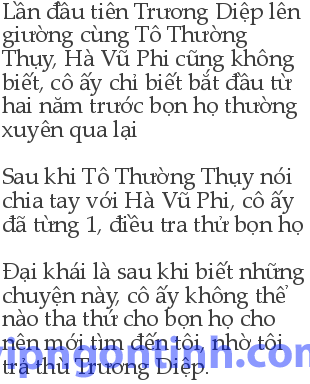 Lần đầu tiên Trương Diệp lên
giường cùng Tô Thường
Thụy, Hà Vũ Phi cũng không
biết, cô ấy chỉ biết bắt đầu từ
hai năm trước bọn họ thường
xuyên qua lại
Sau khi Tô Thường Thụy nói
chia tay với Hà Vũ Phi, cô ấy
đã từng 1, điều tra thử bọn họ
Đại khái là sau khi biết những
chuyện này, cô ấy không thể
nào tha thứ cho bọn họ cho
nên mới tìm đến tôi, nhờ tôi
trả thù Trương Diệp.
vipngontinh.com